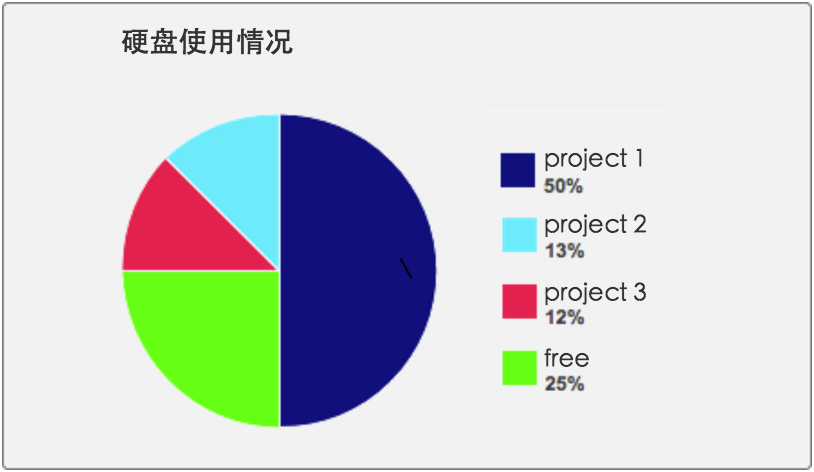 硬盘使用情况
project 1
50%
project 2
13%
project 3
12%
free
25%